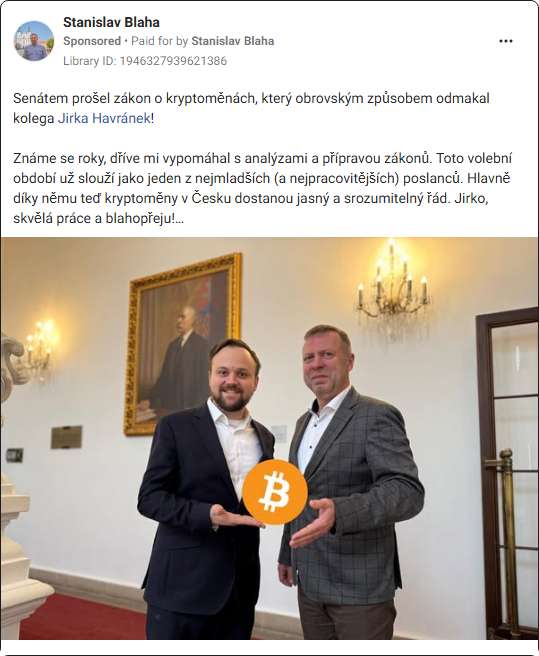 Stanislav Blaha
Sponsored • Paid for by Stanislav Blaha
Library ID: 1946327939621386
Senátem prošel zákon o kryptoměnách, který obrovským způsobem odmakal
kolega Jirka Havránek!
Známe se roky, dříve mi vypomáhal s analýzami a přípravou zákonů. Toto volební
období už slouží jako jeden z nejmladších (a nejpracovitějších) poslanců. Hlavně
díky němu teď kryptoměny v Česku dostanou jasný a srozumitelný řád. Jirko,
skvělá práce a blahopřeju!...